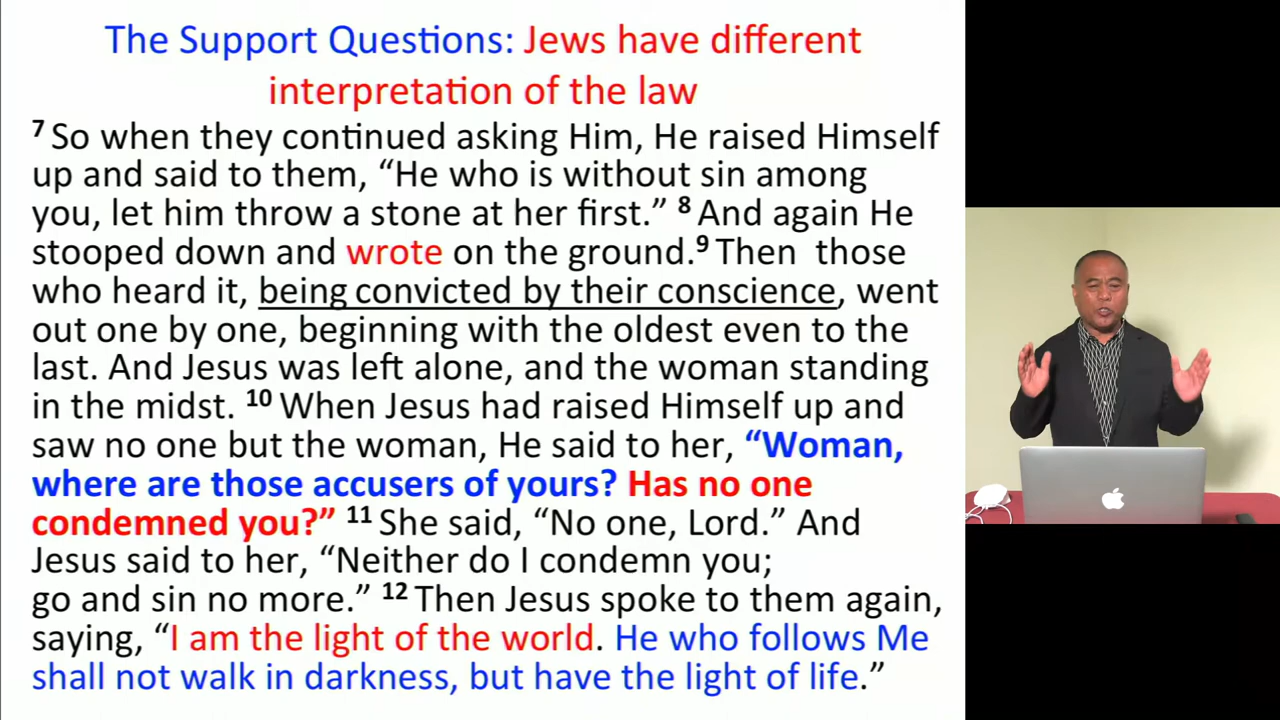 The Support Questions: Jews have different
interpretation of the law
7 So when they continued asking Him, He raised Himself
up and said to them, “He who is without sin among
you, let him throw a stone at her first.” 8 And again He
stooped down and wrote on the ground.9 Then those
who heard it, being convicted by their conscience, went
out one by one, beginning with the oldest even to the
last. And Jesus was left alone, and the woman standing
in the midst. 10 When Jesus had raised Himself up and
saw no one but the woman, He said to her, “Woman,
where are those accusers of yours? Has no one
condemned you?” 11 She said, “No one, Lord.” And
Jesus said to her, “Neither do I condemn you;
go and sin no more.” 12 Then Jesus spoke to them again,
saying, “I am the light of the world. He who follows Me
shall not walk in darkness, but have the light of life.”